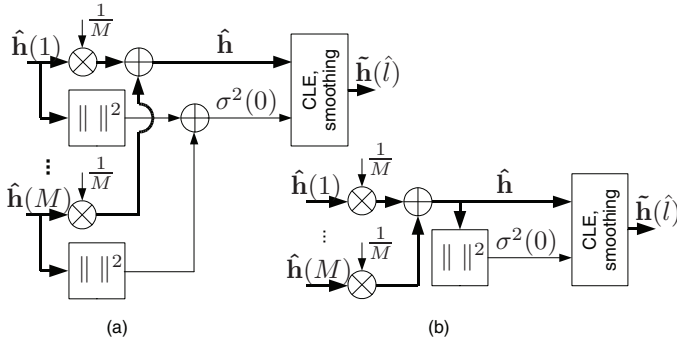 1/M
ĥ(1)
ĥ
CLE, smoothing
h̃(l̂)
‖ ‖²
σ²(0)
...
1/M
ĥ(M)
‖ ‖²
(a)
1/M
ĥ(1)
ĥ
CLE, smoothing
h̃(l̂)
...
1/M
ĥ(M)
‖ ‖²
σ²(0)
(b)